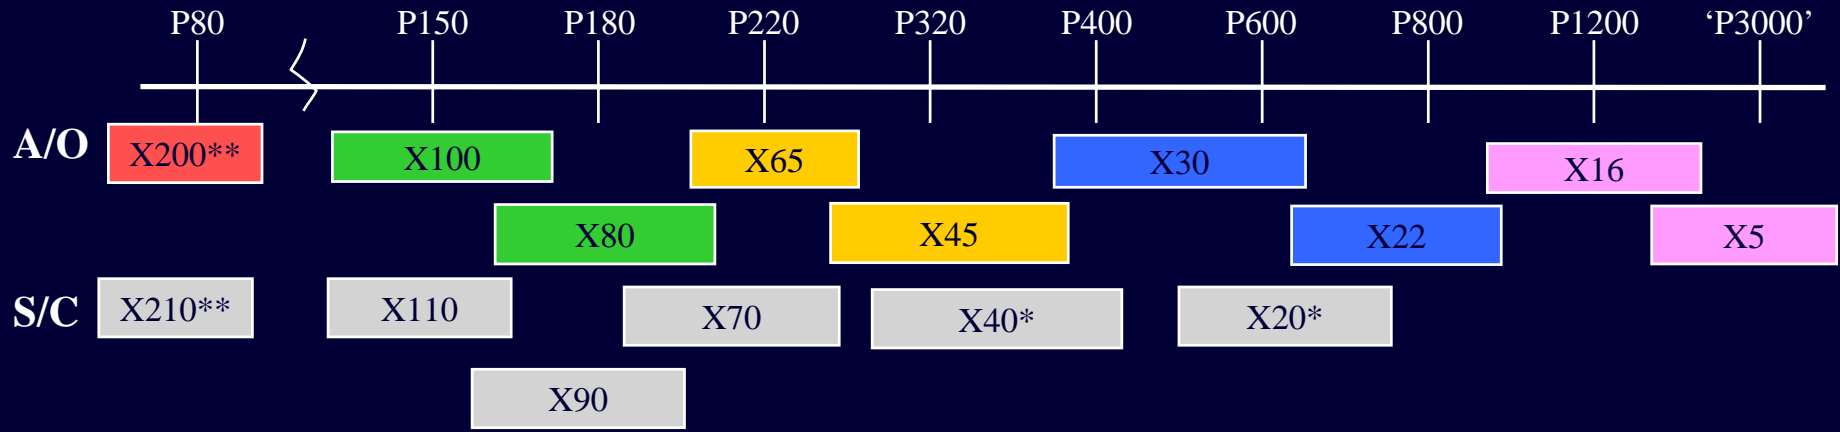 P80 P150 P180 P220 P320 P400 P600 P800 P1200 ‘P3000’
A/O X200** X100 X65 X30 X16
X80 X45 X22 X5
S/C X210** X110 X70 X40* X20*
X90